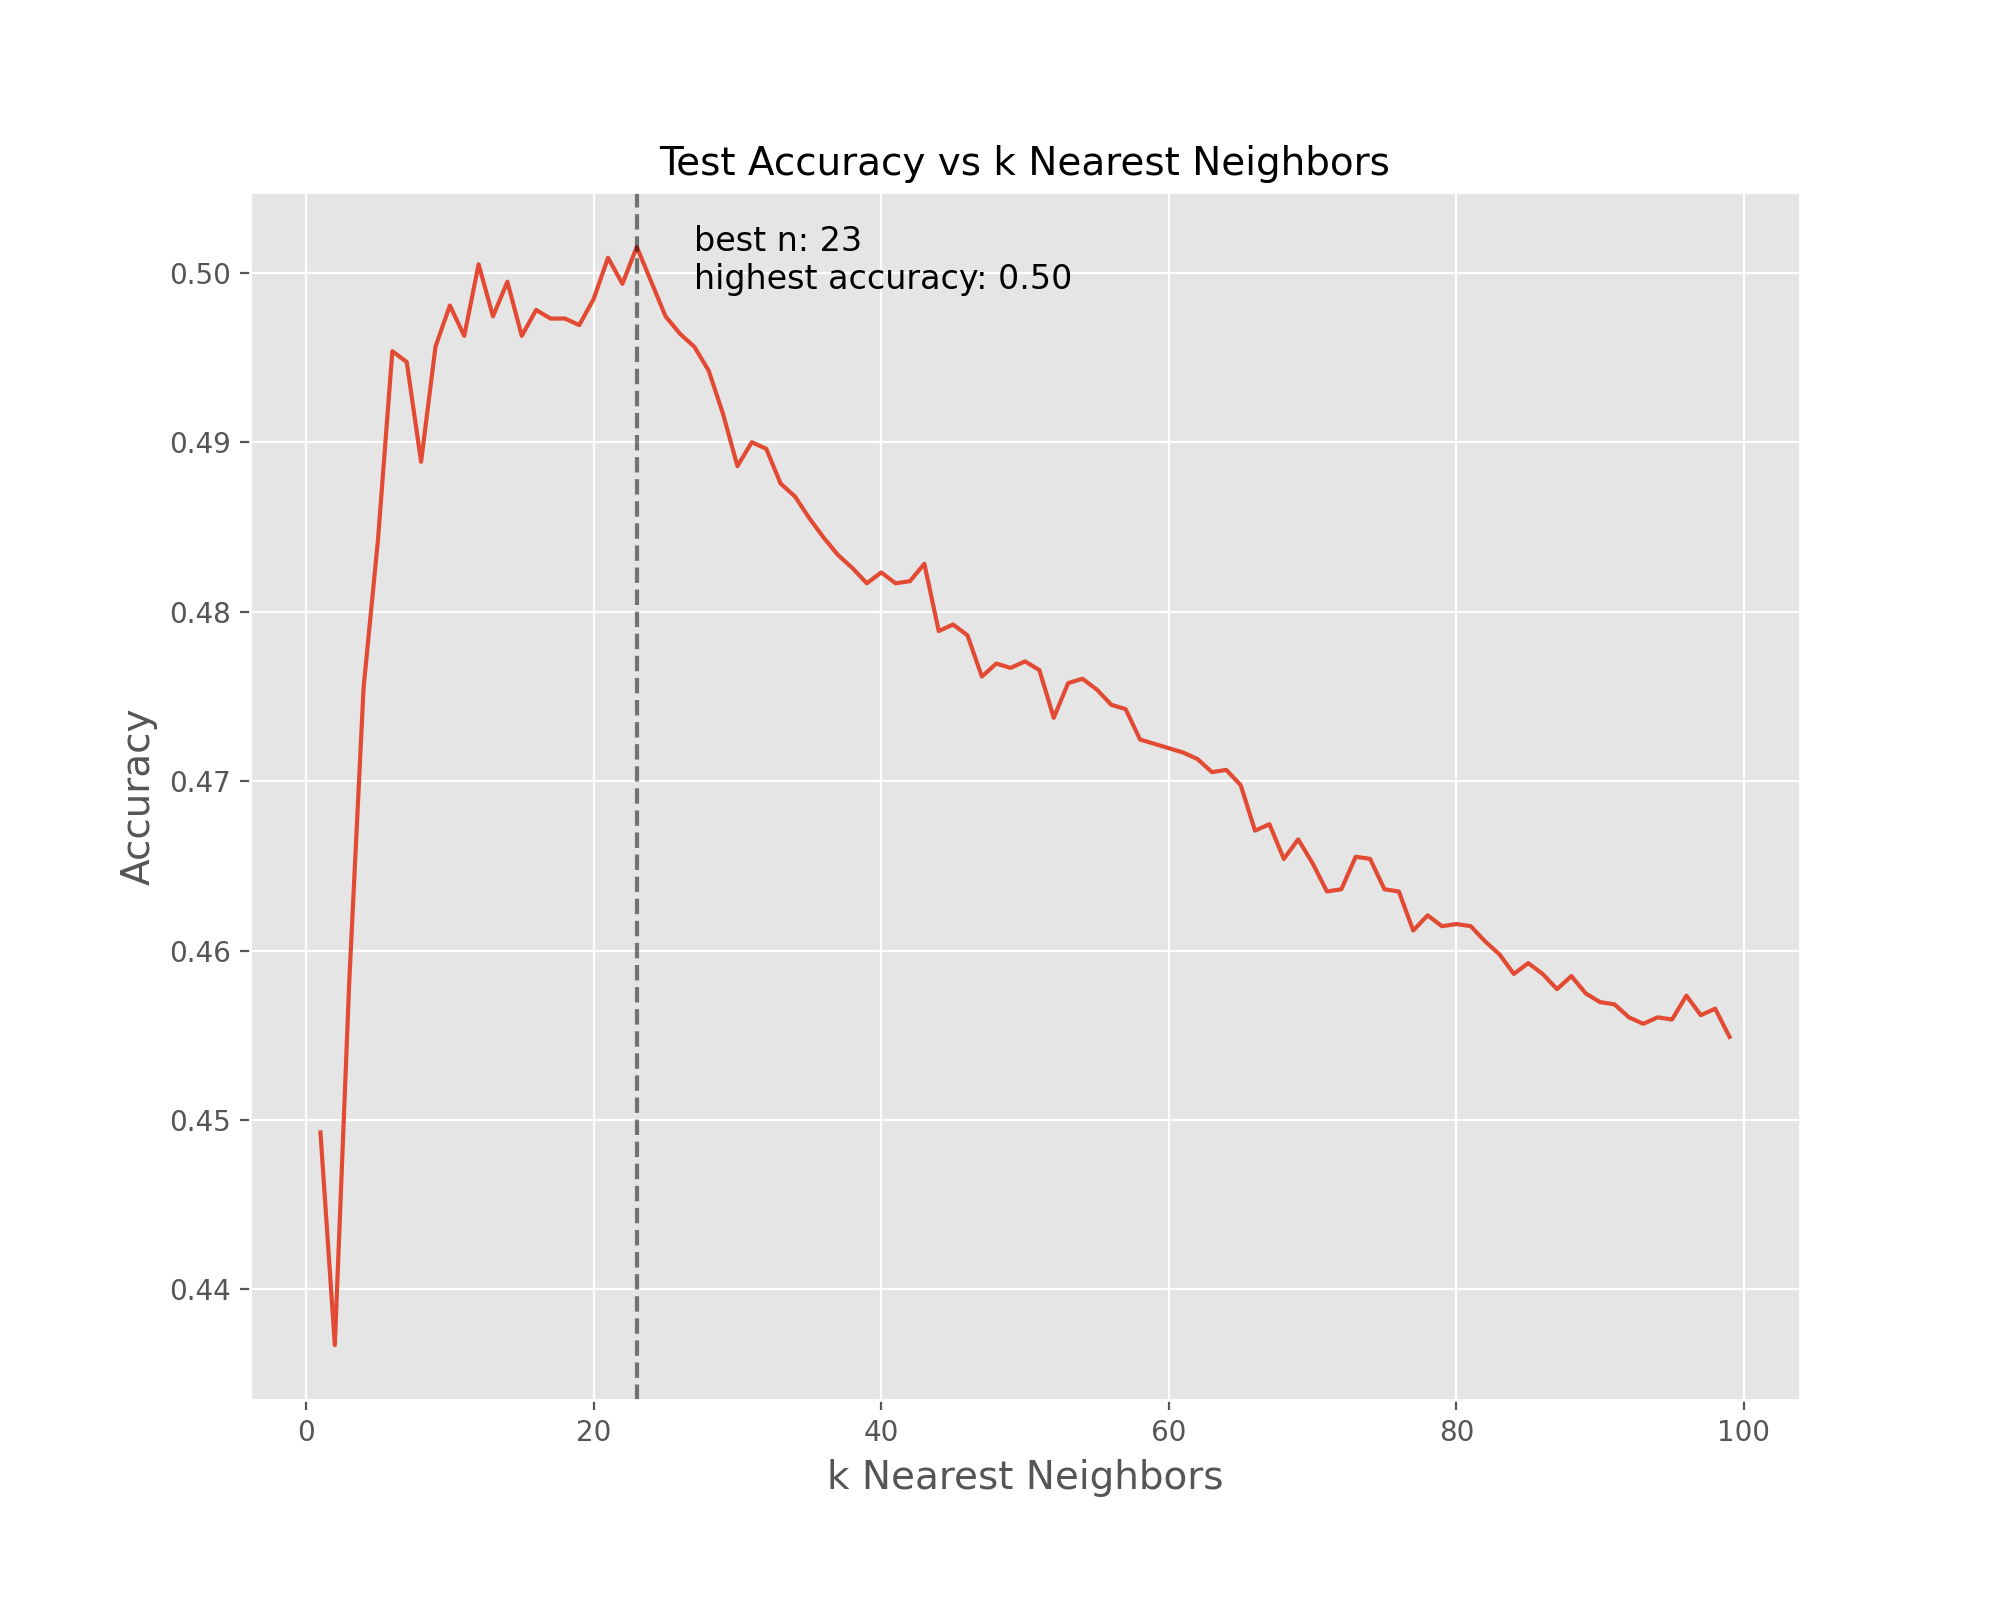 Test Accuracy vs k Nearest Neighbors
best n: 23
highest accuracy: 0.50
0.50
0.49
0.48
0.47
0.46
0.45
0.44
Accuracy
0 20 40 60 80 100
k Nearest Neighbors